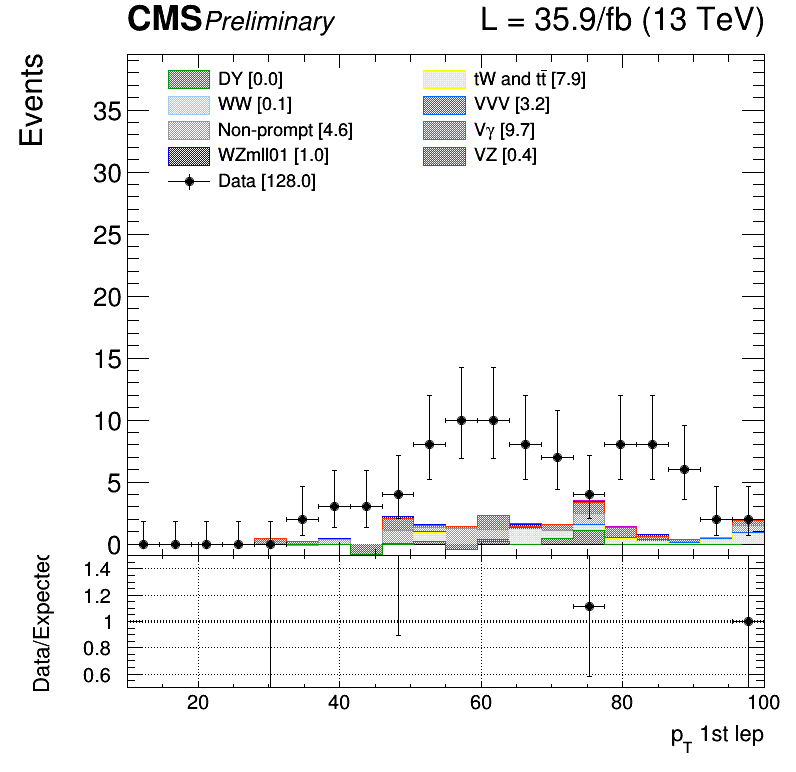 CMS Preliminary L = 35.9/fb (13 TeV)
Events
DY [0.0]
WW [0.1]
Non-prompt [4.6]
WZmll01 [1.0]
Data [128.0]
tW and tt̄ [7.9]
VVV [3.2]
Vγ [9.7]
VZ [0.4]
35
30
25
20
15
10
5
0
Data/Expected
1.4
1.2
1
0.8
0.6
20 40 60 80 100
p_T 1st lep